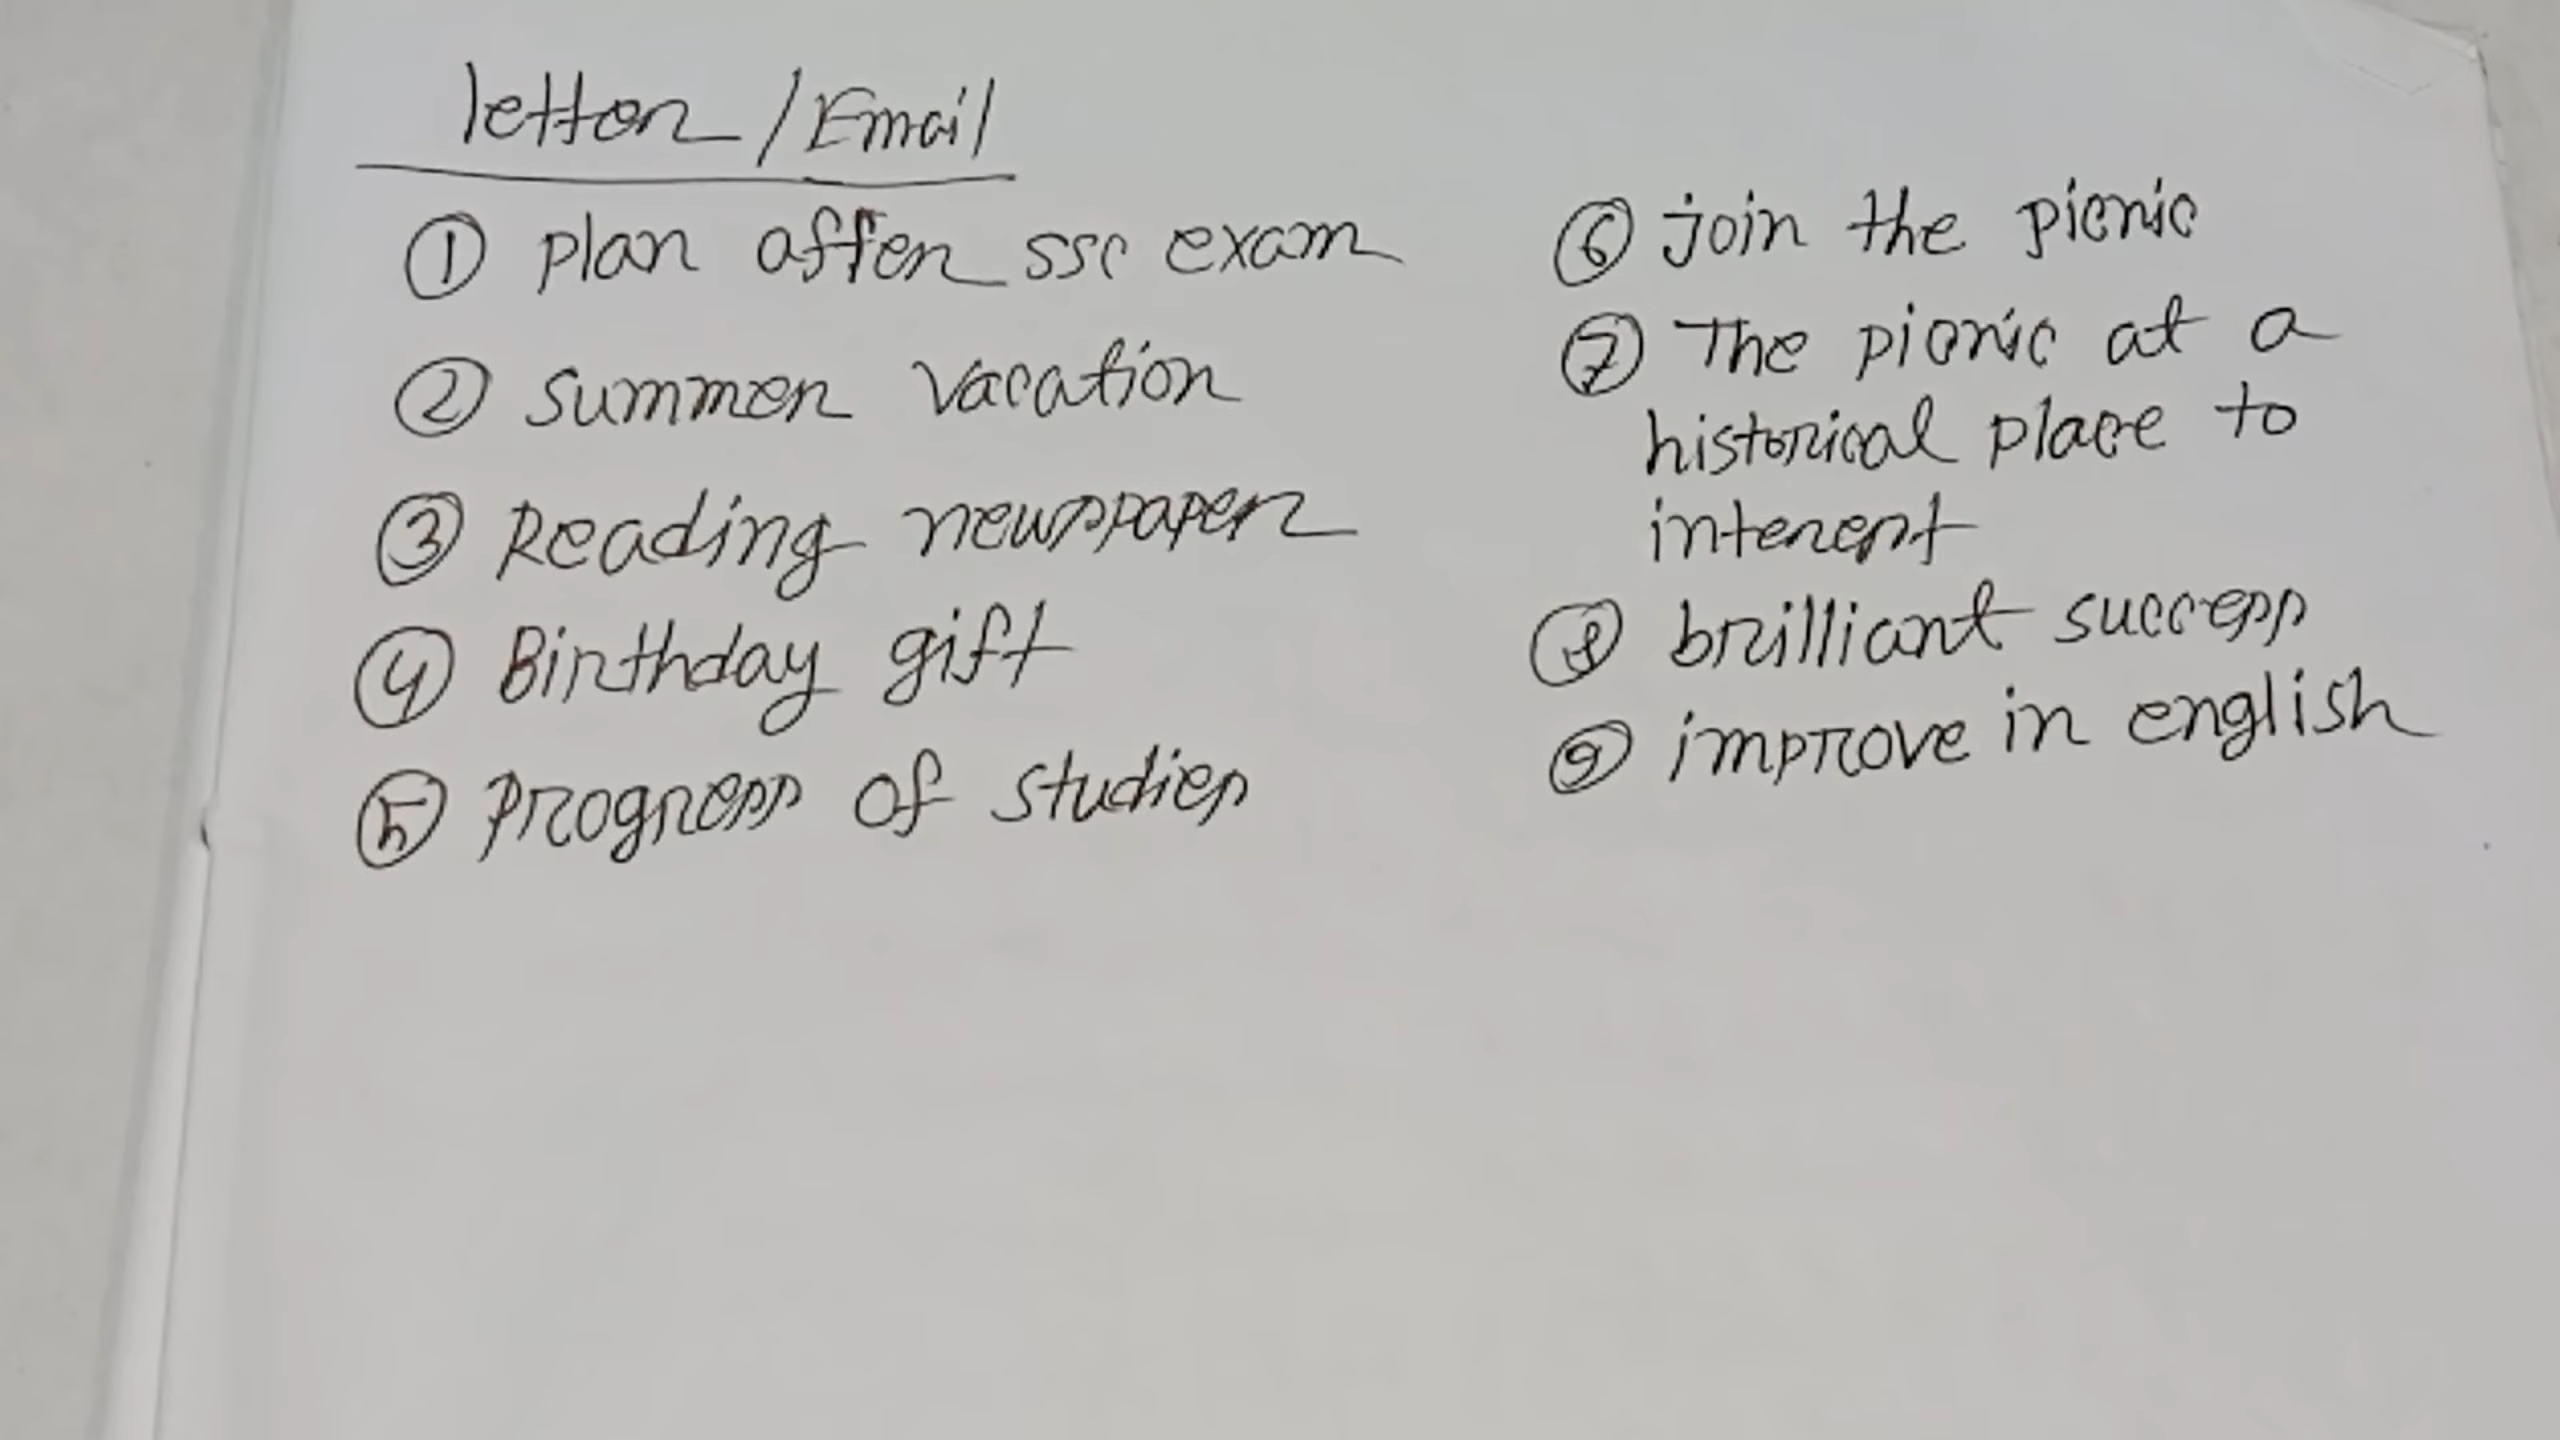 letter / Email
① plan after ssc exam
② summer vacation
③ Reading newspaper
④ Birthday gift
⑤ progress of studies
⑥ join the picnic
⑦ The picnic at a
historical place to
interest
⑧ brilliant success
⑨ improve in english